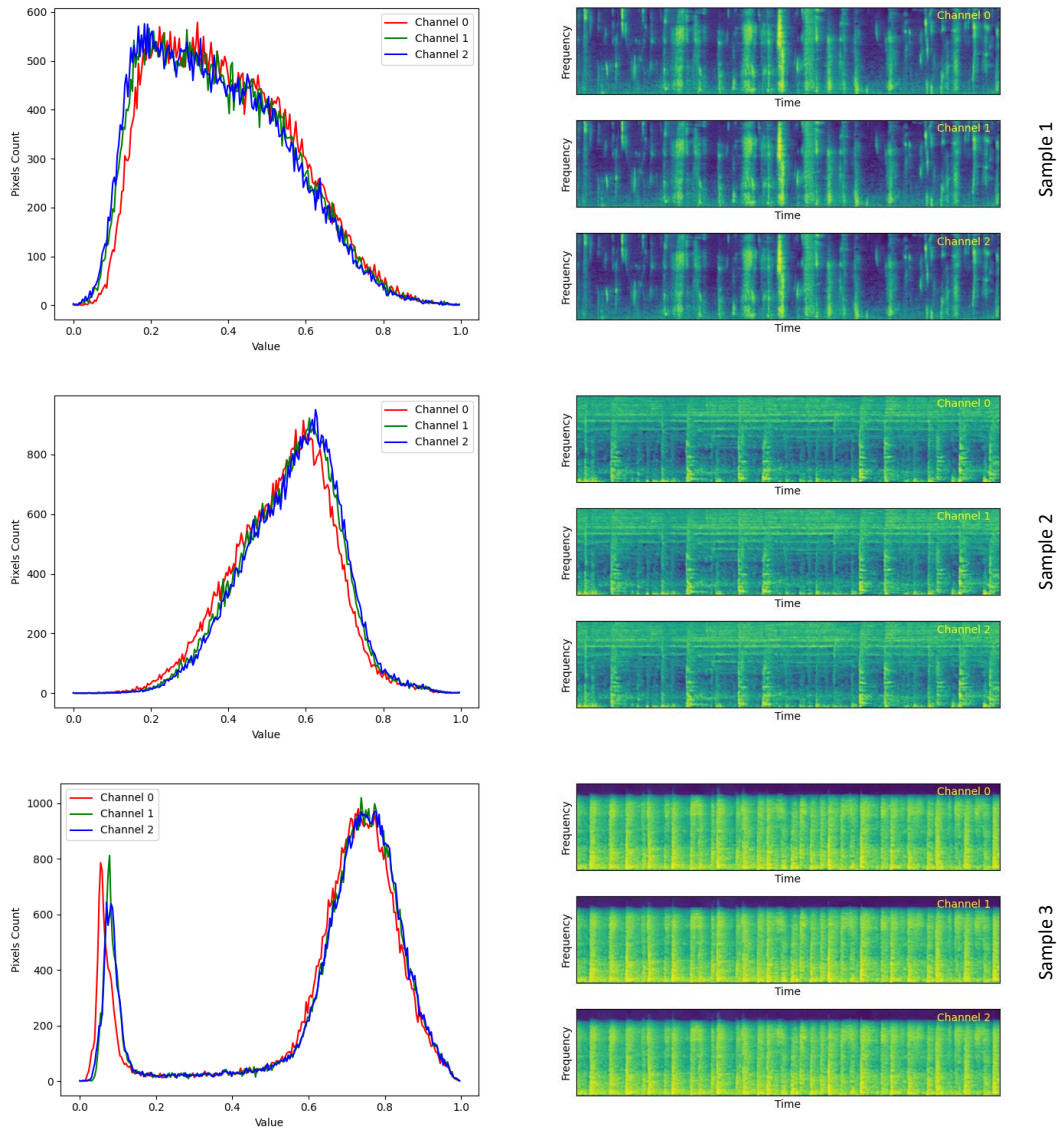 600
500
400
300
200
100
0
Pixels Count
0.0 0.2 0.4 0.6 0.8 1.0
Value
Channel 0
Channel 1
Channel 2
Channel 0
Frequency
Time
Channel 1
Frequency
Time
Channel 2
Frequency
Time
Sample 1
800
600
400
200
0
Pixels Count
0.0 0.2 0.4 0.6 0.8 1.0
Value
Channel 0
Channel 1
Channel 2
Channel 0
Frequency
Time
Channel 1
Frequency
Time
Channel 2
Frequency
Time
Sample 2
1000
800
600
400
200
0
Pixels Count
0.0 0.2 0.4 0.6 0.8 1.0
Value
Channel 0
Channel 1
Channel 2
Channel 0
Frequency
Time
Channel 1
Frequency
Time
Channel 2
Frequency
Time
Sample 3